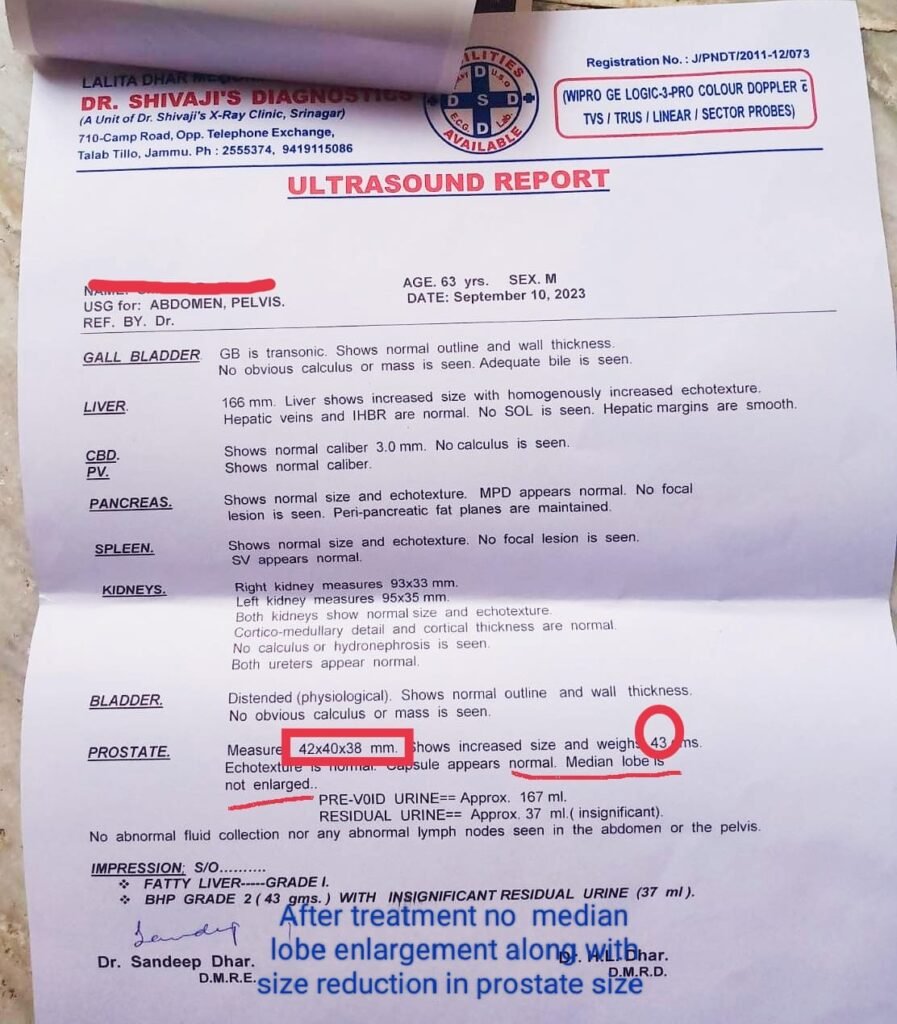 LALITA DHAR
DR. SHIVAJI'S DIAGNOSTICS
(A Unit of Dr. Shivaji's X-Ray Clinic, Srinagar)
710-Camp Road, Opp. Telephone Exchange,
Talab Tillo, Jammu. Ph : 2555374, 9419115086
D
D S D
D
U.S.G
E.C.G. Lab.
AVAILABLE
Registration No. : J/PNDT/2011-12/073
(WIPRO GE LOGIC-3-PRO COLOUR DOPPLER c̄
TVS / TRUS / LINEAR / SECTOR PROBES)
ULTRASOUND REPORT
AGE. 63 yrs. SEX. M
USG for: ABDOMEN, PELVIS.
DATE: September 10, 2023
REF. BY. Dr.
GALL BLADDER. GB is transonic. Shows normal outline and wall thickness.
No obvious calculus or mass is seen. Adequate bile is seen.
LIVER. 166 mm. Liver shows increased size with homogenously increased echotexture.
Hepatic veins and IHBR are normal. No SOL is seen. Hepatic margins are smooth.
CBD. Shows normal caliber 3.0 mm. No calculus is seen.
PV. Shows normal caliber.
PANCREAS. Shows normal size and echotexture. MPD appears normal. No focal
lesion is seen. Peri-pancreatic fat planes are maintained.
SPLEEN. Shows normal size and echotexture. No focal lesion is seen.
SV appears normal.
KIDNEYS. Right kidney measures 93x33 mm.
Left kidney measures 95x35 mm.
Both kidneys show normal size and echotexture.
Cortico-medullary detail and cortical thickness are normal.
No calculus or hydronephrosis is seen.
Both ureters appear normal.
BLADDER. Distended (physiological). Shows normal outline and wall thickness.
No obvious calculus or mass is seen.
PROSTATE. Measure 42x40x38 mm. Shows increased size and weighs 43 gms.
Echotexture is normal. Capsule appears normal. Median lobe is
not enlarged..
PRE-V0ID URINE== Approx. 167 ml.
RESIDUAL URINE== Approx. 37 ml.( insignificant).
No abnormal fluid collection nor any abnormal lymph nodes seen in the abdomen or the pelvis.
IMPRESSION; S/O..........
❖ FATTY LIVER-----GRADE I.
❖ BHP GRADE 2 ( 43 gms. ) WITH INSIGNIFICANT RESIDUAL URINE (37 ml ).
Sandeep
Dr. Sandeep Dhar.
D.M.R.E.
Dr. H.L. Dhar.
D.M.R.D.
After treatment no median
lobe enlargement along with
size reduction in prostate size